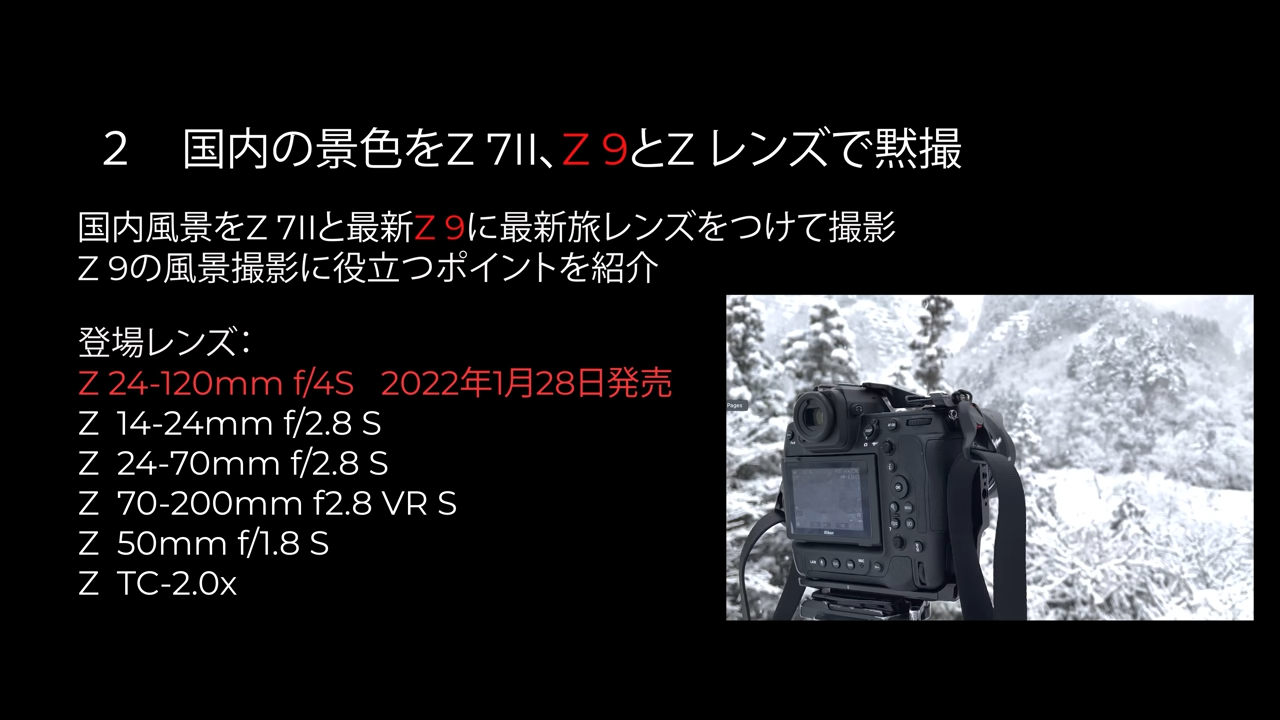 2 国内の景色をZ 7II、Z 9とZ レンズで黙撮
国内風景をZ 7IIと最新Z 9に最新旅レンズをつけて撮影
Z 9の風景撮影に役立つポイントを紹介
登場レンズ：
Z 24-120mm f/4S 2022年1月28日発売
Z 14-24mm f/2.8 S
Z 24-70mm f/2.8 S
Z 70-200mm f2.8 VR S
Z 50mm f/1.8 S
Z TC-2.0x
Pages
Nikon